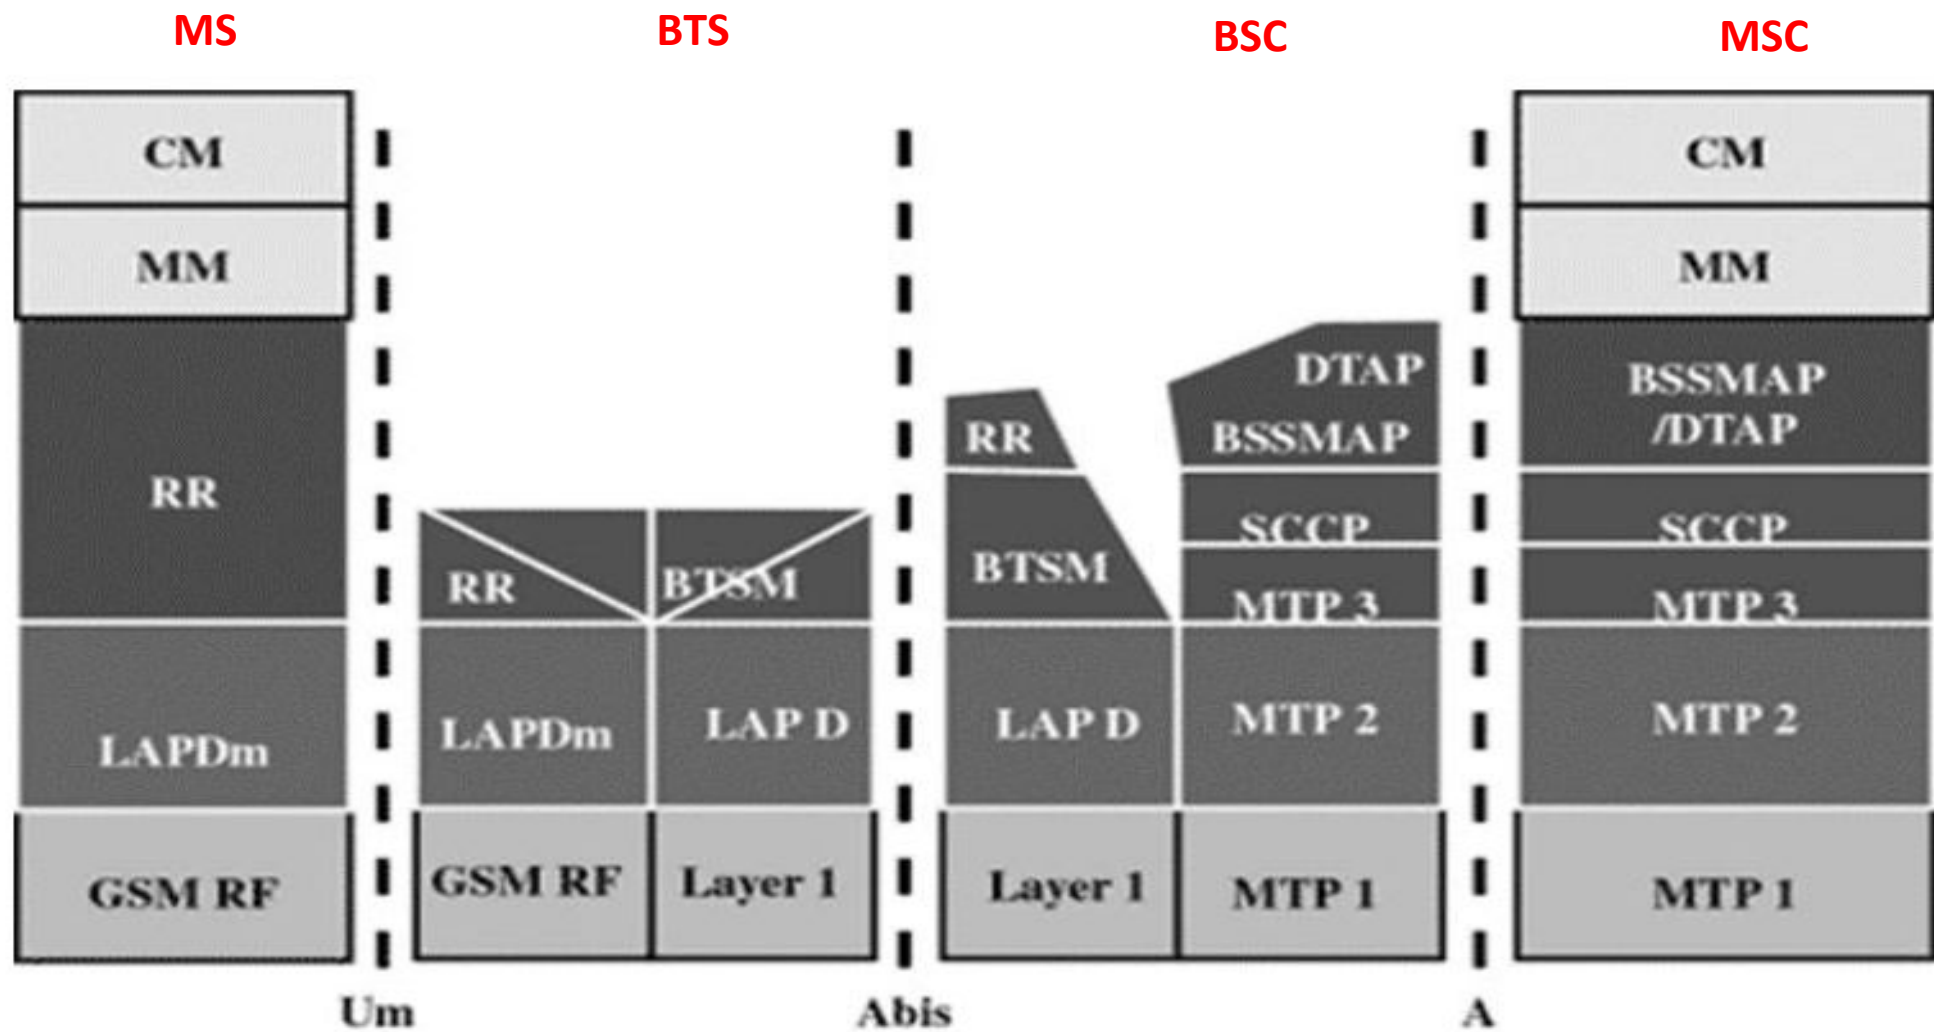 MS
BTS
BSC
MSC
CM
MM
RR
LAPDm
GSM RF
RR
BTSM
LAPDm
LAP D
GSM RF
Layer 1
RR
BTSM
LAP D
Layer 1
DTAP
BSSMAP
SCCP
MTP 3
MTP 2
MTP 1
CM
MM
BSSMAP
/DTAP
SCCP
MTP 3
MTP 2
MTP 1
Um
Abis
A